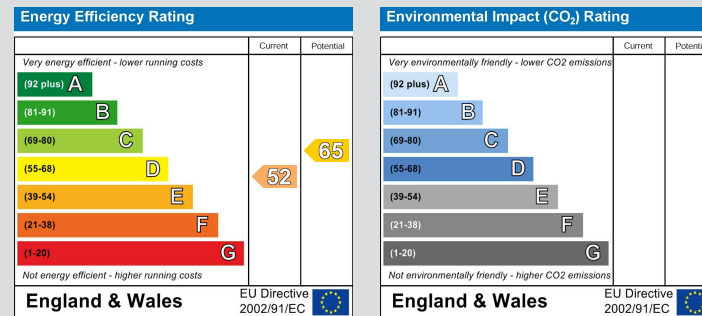 Energy Efficiency Rating
Current Potential
Very energy efficient - lower running costs
(92 plus) A
(81-91) B
(69-80) C
(55-68) D
(39-54) E
(21-38) F
(1-20) G
52
65
Not energy efficient - higher running costs
England & Wales
EU Directive
2002/91/EC
Environmental Impact (CO₂) Rating
Current Potenti
Very environmentally friendly - lower CO2 emissions
(92 plus) A
(81-91) B
(69-80) C
(55-68) D
(39-54) E
(21-38) F
(1-20) G
Not environmentally friendly - higher CO2 emissions
England & Wales
EU Directive
2002/91/EC